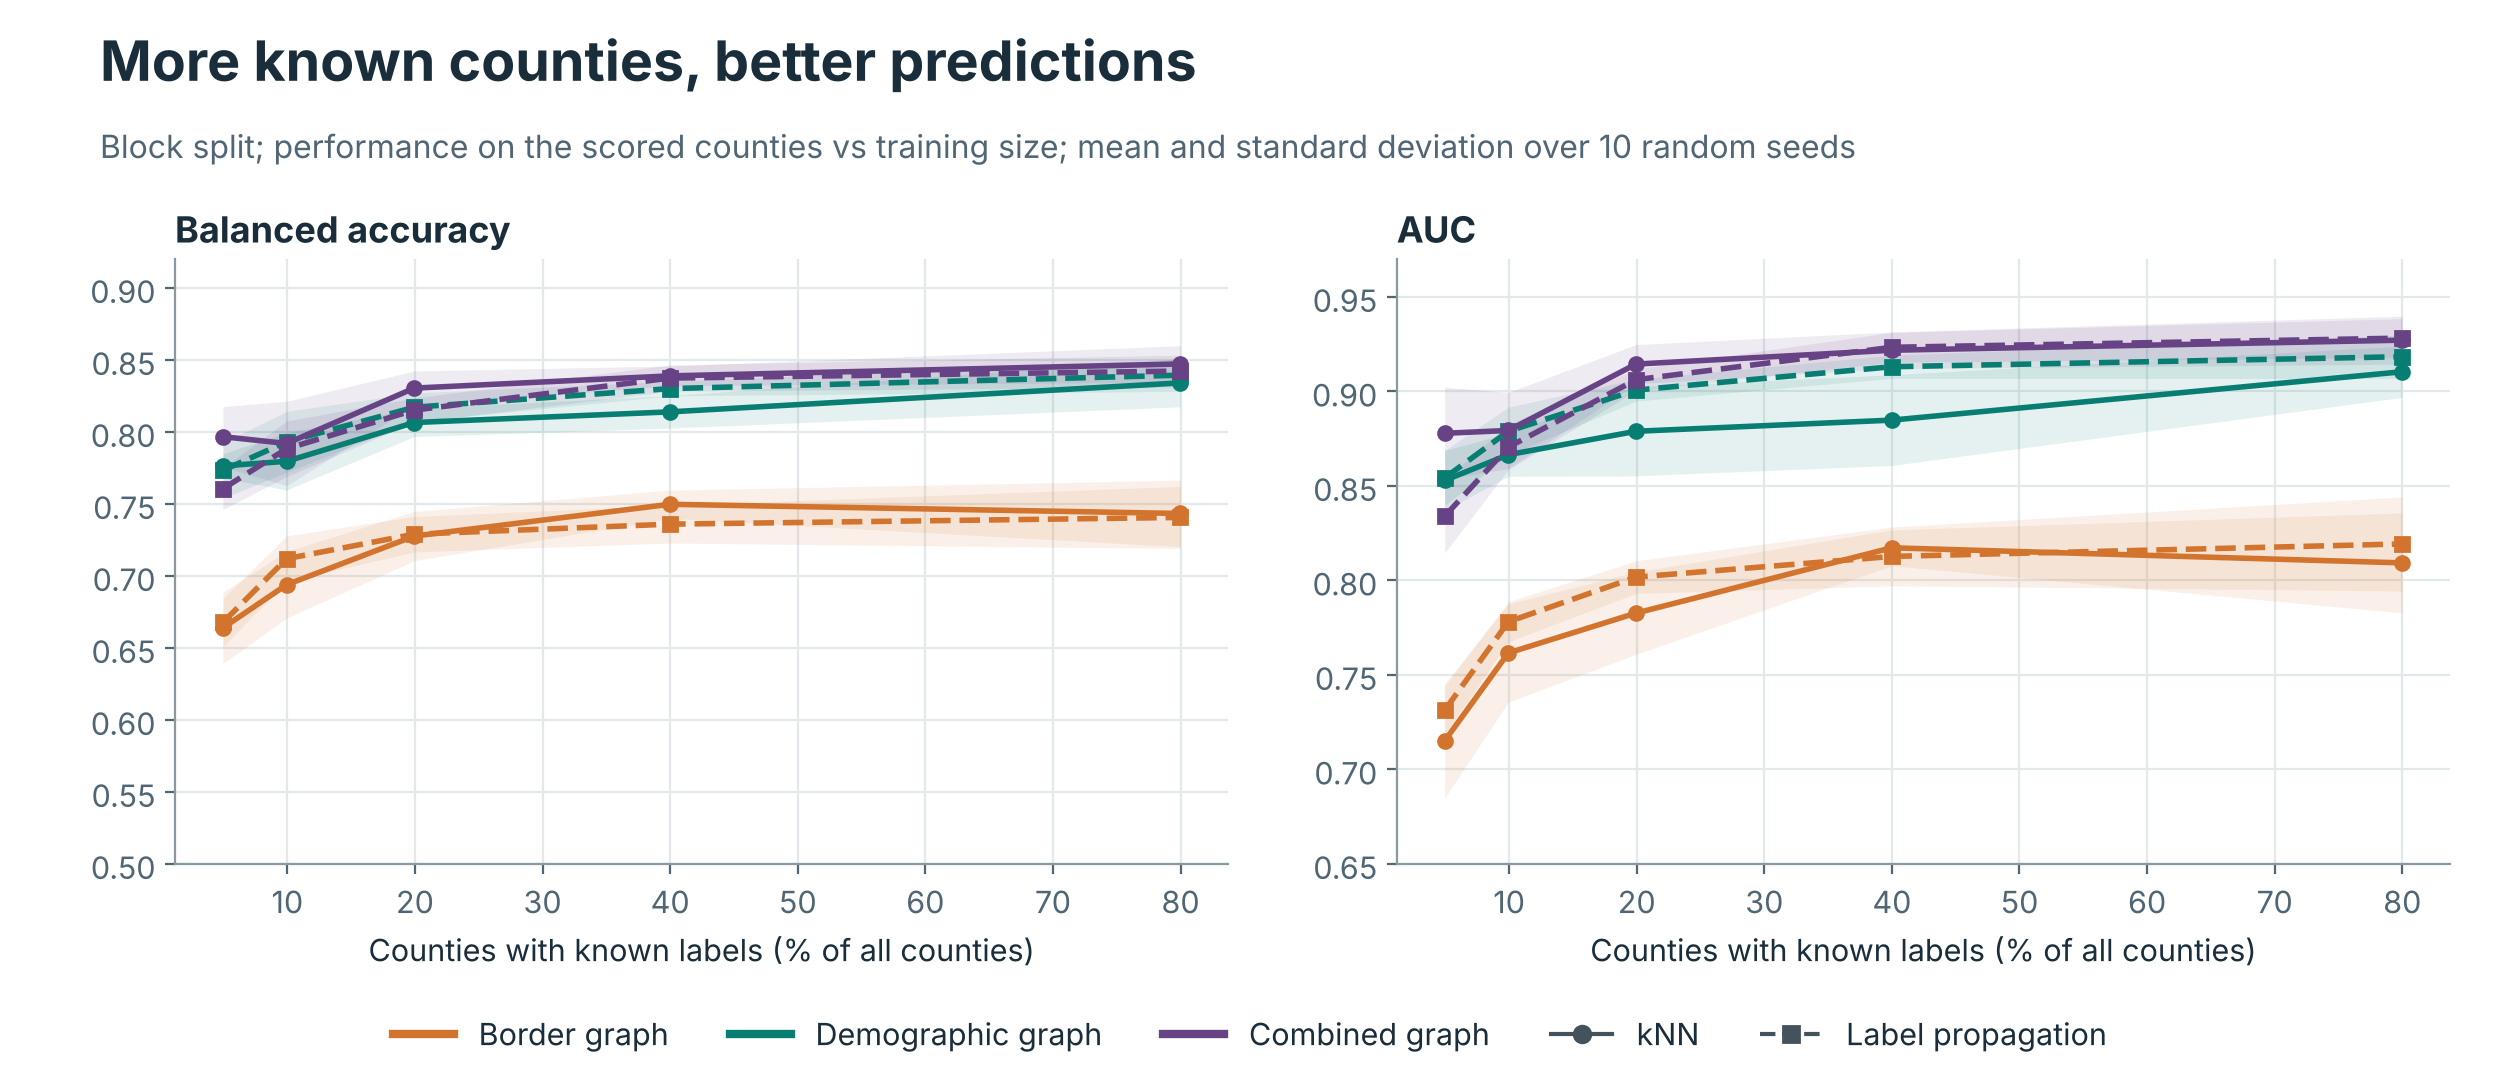 More known counties, better predictions
Block split; performance on the scored counties vs training size; mean and standard deviation over 10 random seeds
Balanced accuracy
0.90
0.85
0.80
0.75
0.70
0.65
0.60
0.55
0.50
10 20 30 40 50 60 70 80
Counties with known labels (% of all counties)
AUC
0.95
0.90
0.85
0.80
0.75
0.70
0.65
10 20 30 40 50 60 70 80
Counties with known labels (% of all counties)
Border graph Demographic graph Combined graph kNN Label propagation